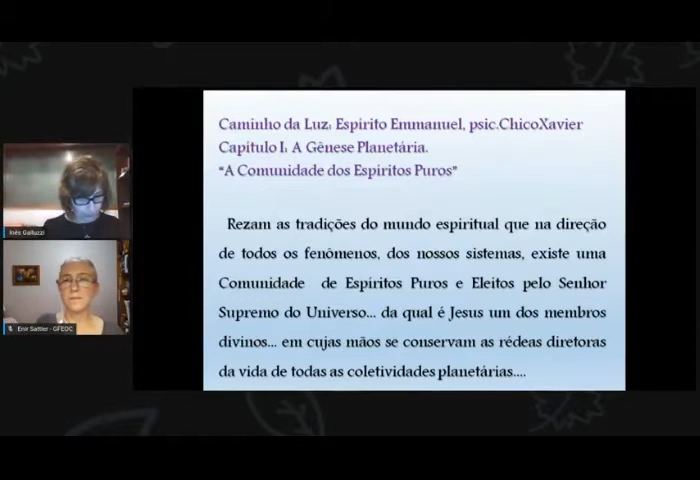 Caminho da Luz: Espírito Emmanuel, psic.ChicoXavier
Capítulo I: A Gênese Planetária.
"A Comunidade dos Espíritos Puros"
Rezam as tradições do mundo espiritual que na direção
de todos os fenômenos, dos nossos sistemas, existe uma
Comunidade de Espíritos Puros e Eleitos pelo Senhor
Supremo do Universo... da qual é Jesus um dos membros
divinos... em cujas mãos se conservam as rédeas diretoras
da vida de todas as coletividades planetárias....
Inês Galluzzi
Enir Sattler - GFEOC